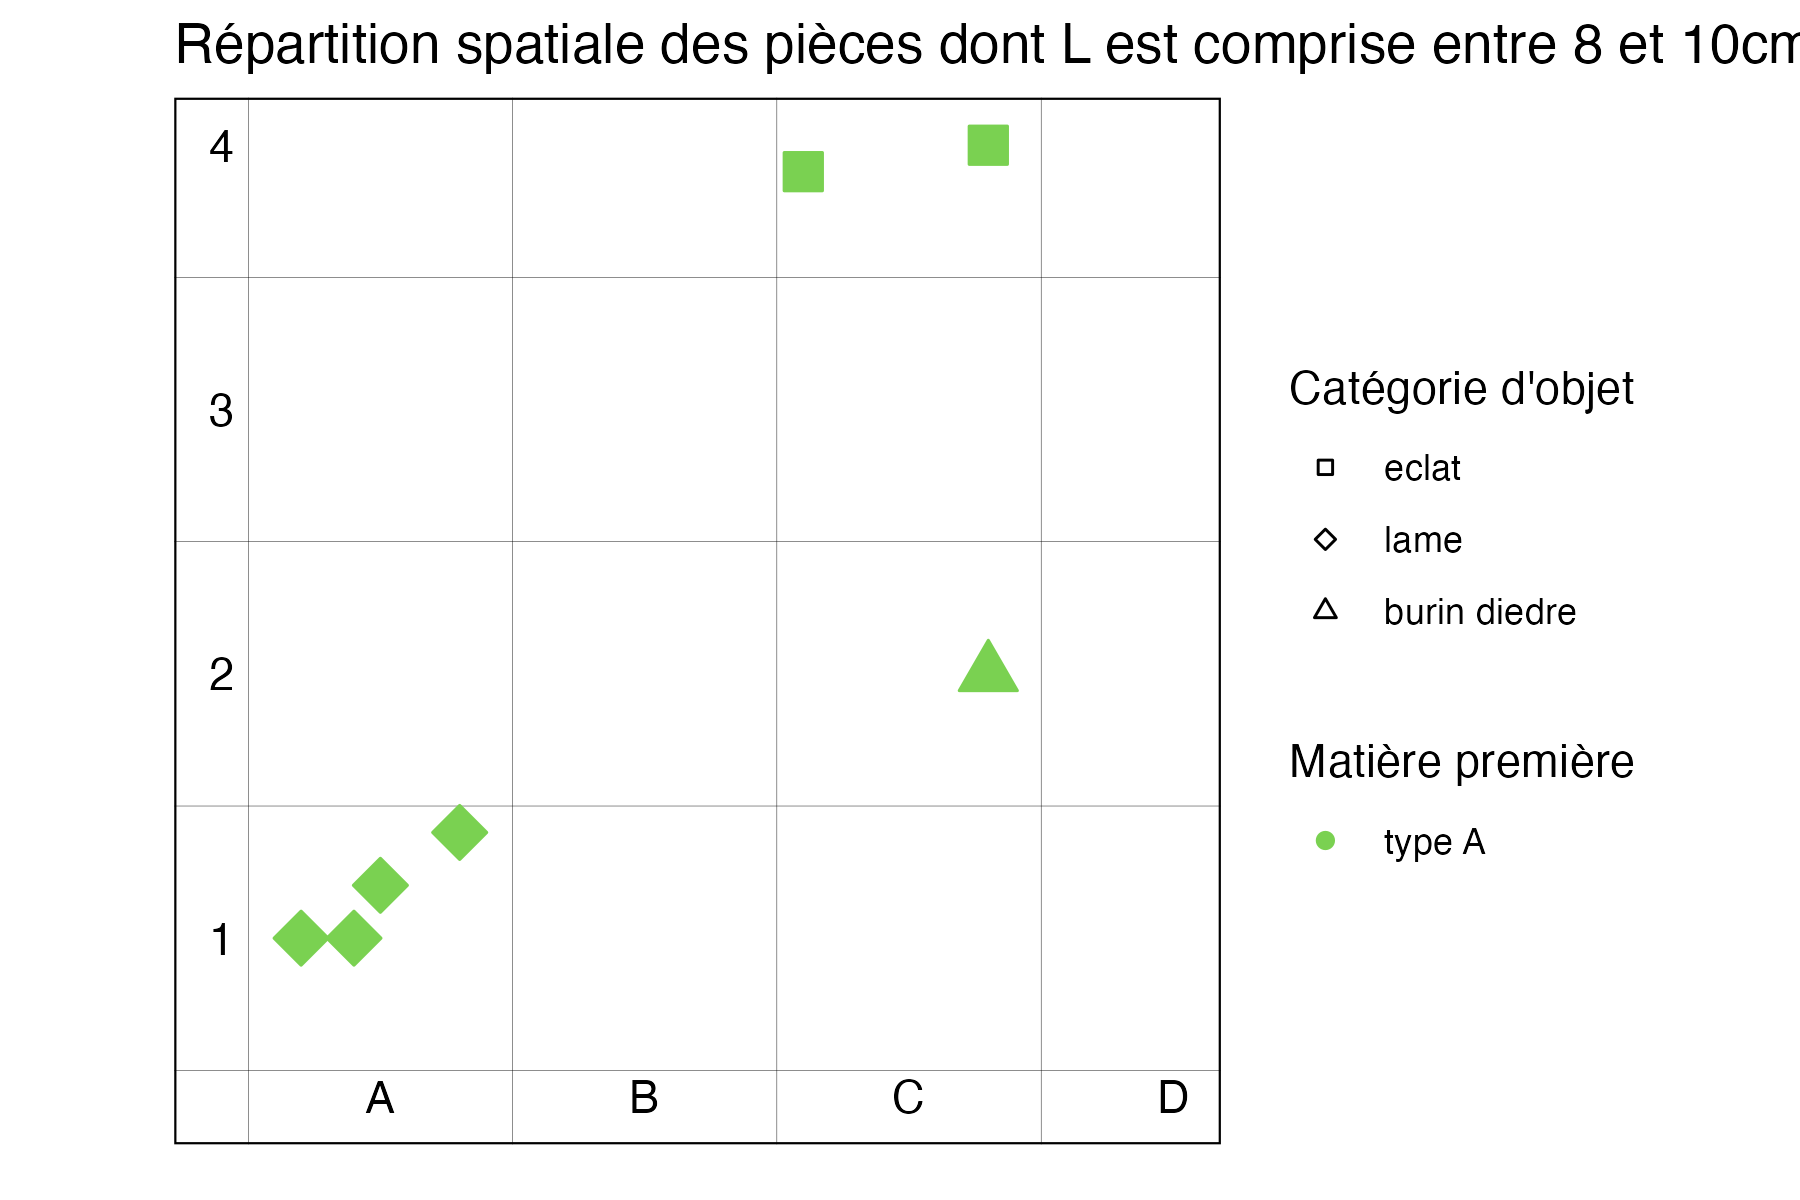 Répartition spatiale des pièces dont L est comprise entre 8 et 10cm
4
3
2
1
A B C D
Catégorie d'objet
eclat
lame
burin diedre
Matière première
type A